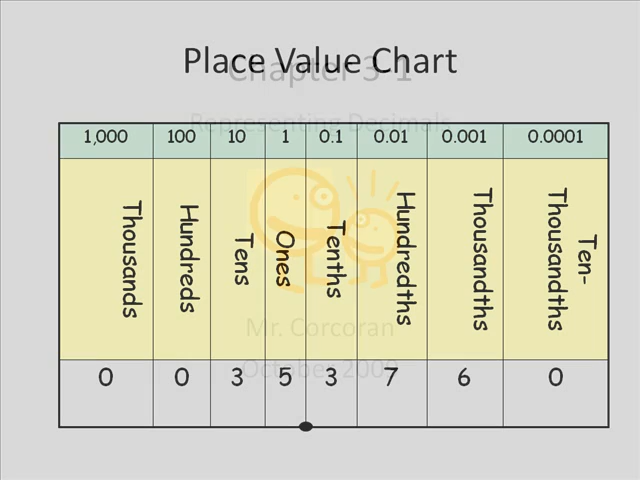 Place Value Chart
Chapter 3-1
Representing Decimals
1,000 100 10 1 0.1 0.01 0.001 0.0001
Thousands Hundreds Tens Ones Tenths Hundredths Thousandths Ten-Thousandths
Mr. Corcoran
October 2009
0 0 3 5 3 7 6 0